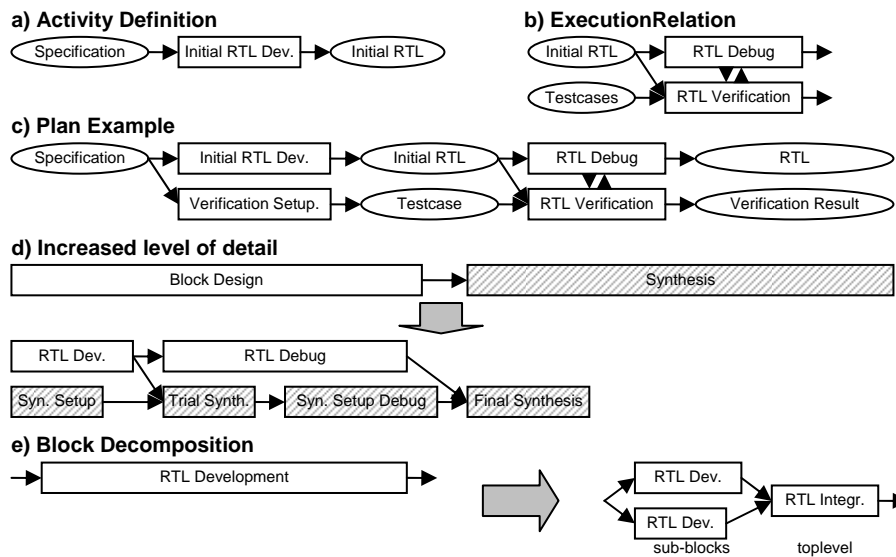 a) Activity Definition
Specification
Initial RTL Dev.
Initial RTL
b) ExecutionRelation
Initial RTL
RTL Debug
Testcases
RTL Verification
c) Plan Example
Specification
Initial RTL Dev.
Initial RTL
RTL Debug
RTL
Verification Setup.
Testcase
RTL Verification
Verification Result
d) Increased level of detail
Block Design
Synthesis
RTL Dev.
RTL Debug
Syn. Setup
Trial Synth.
Syn. Setup Debug
Final Synthesis
e) Block Decomposition
RTL Development
RTL Dev.
RTL Integr.
RTL Dev.
sub-blocks
toplevel